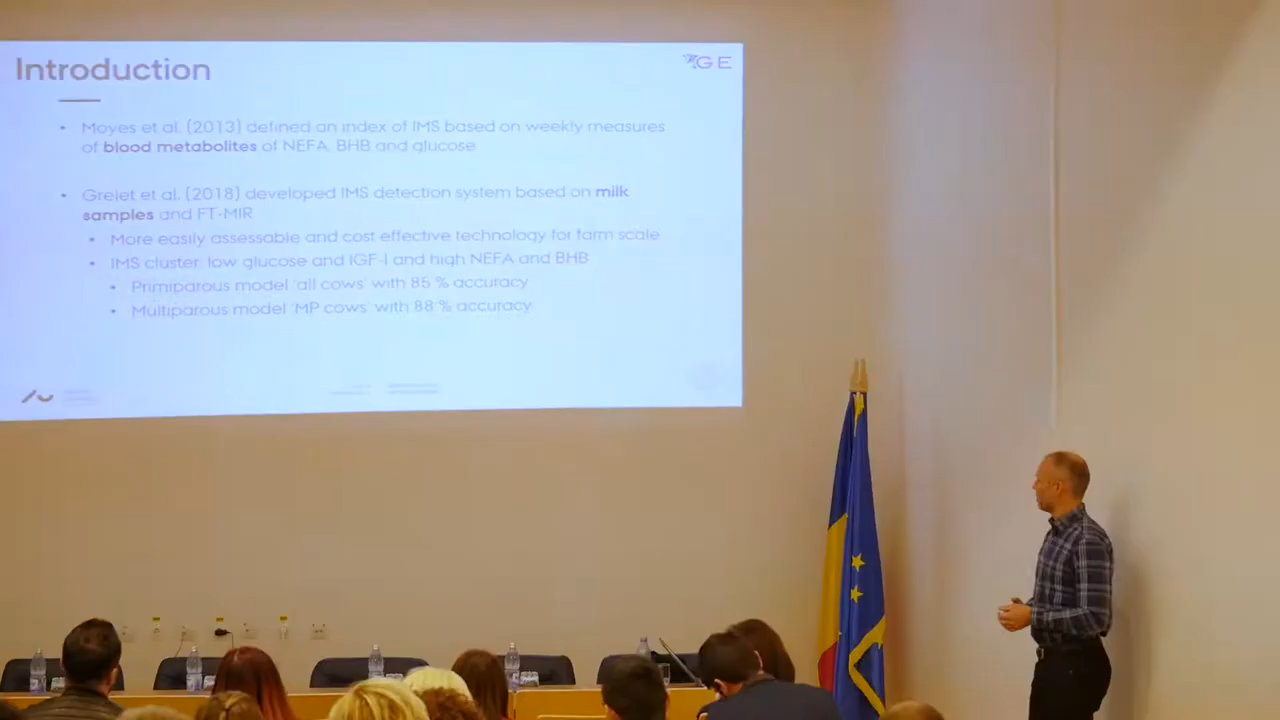 Introduction
GE
• Moyes et al. (2013) defined an index of IMS based on weekly measures
of blood metabolites of NEFA, BHB and glucose
• Grelet et al. (2018) developed IMS detection system based on milk
samples and FT-MIR
• More easily assessable and cost effective technology for farm scale
• IMS cluster: low glucose and IGF-I and high NEFA and BHB
• Primiparous model 'all cows' with 85 % accuracy
• Multiparous model 'MP cows' with 88 % accuracy